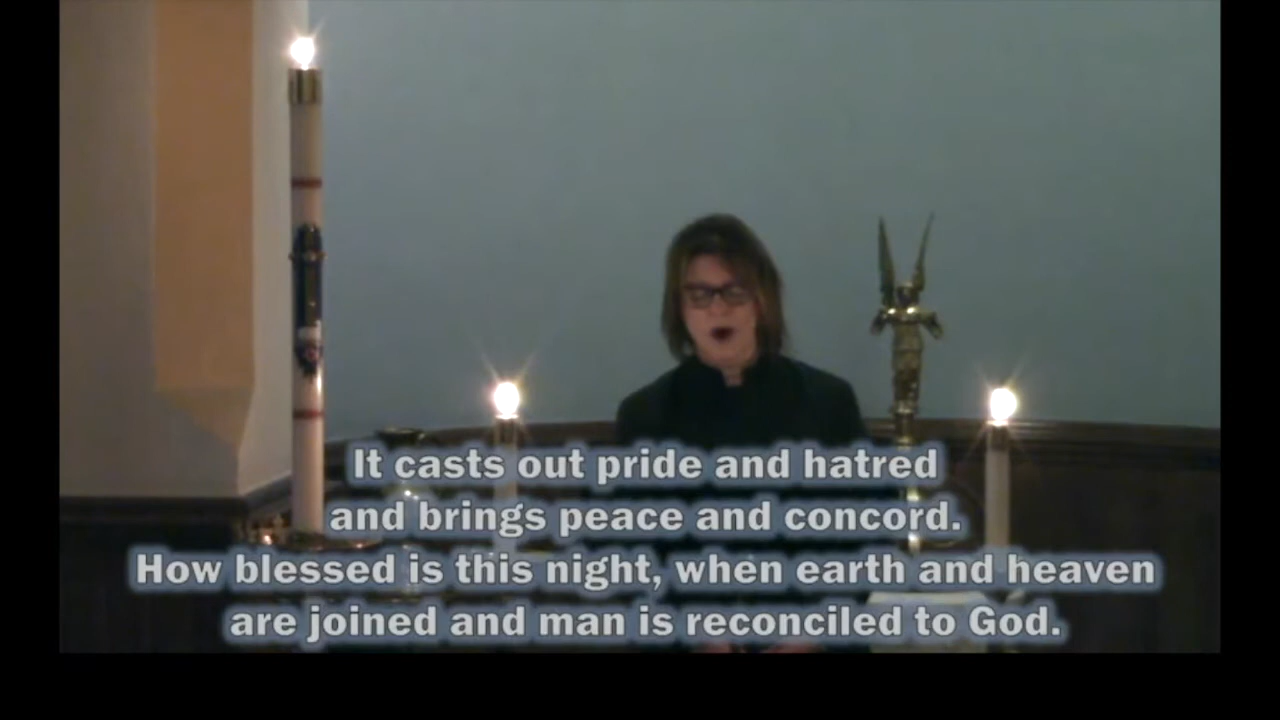 It casts out pride and hatred
and brings peace and concord.
How blessed is this night, when earth and heaven
are joined and man is reconciled to God.